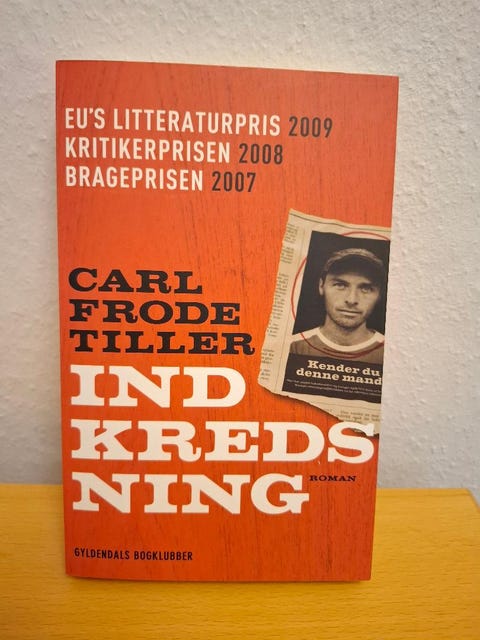 EU'S LITTERATURPRIS 2009
KRITIKERPRISEN 2008
BRAGEPRISEN 2007
CARL
FRODE
TILLER
Kender du
denne mand
IND
KREDS
NING
ROMAN
GYLDENDALS BOGKLUBBER